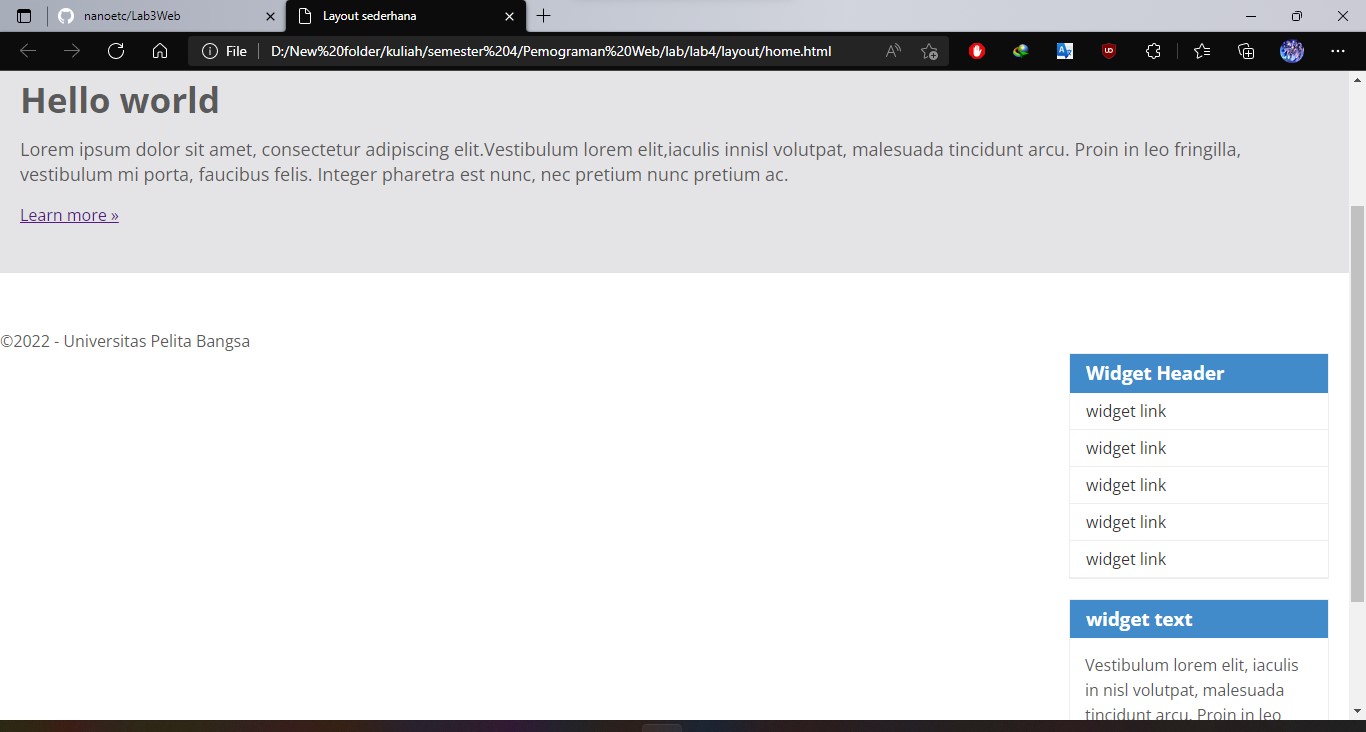 nanoetc/Lab3Web
Layout sederhana
File
D:/New%20folder/kuliah/semester%204/Pemograman%20Web/lab/lab4/layout/home.html
Hello world
Lorem ipsum dolor sit amet, consectetur adipiscing elit.Vestibulum lorem elit,iaculis innisl volutpat, malesuada tincidunt arcu. Proin in leo fringilla,
vestibulum mi porta, faucibus felis. Integer pharetra est nunc, nec pretium nunc pretium ac.
Learn more »
©2022 - Universitas Pelita Bangsa
Widget Header
widget link
widget link
widget link
widget link
widget link
widget text
Vestibulum lorem elit, iaculis
in nisl volutpat, malesuada
tincidunt arcu. Proin in leo